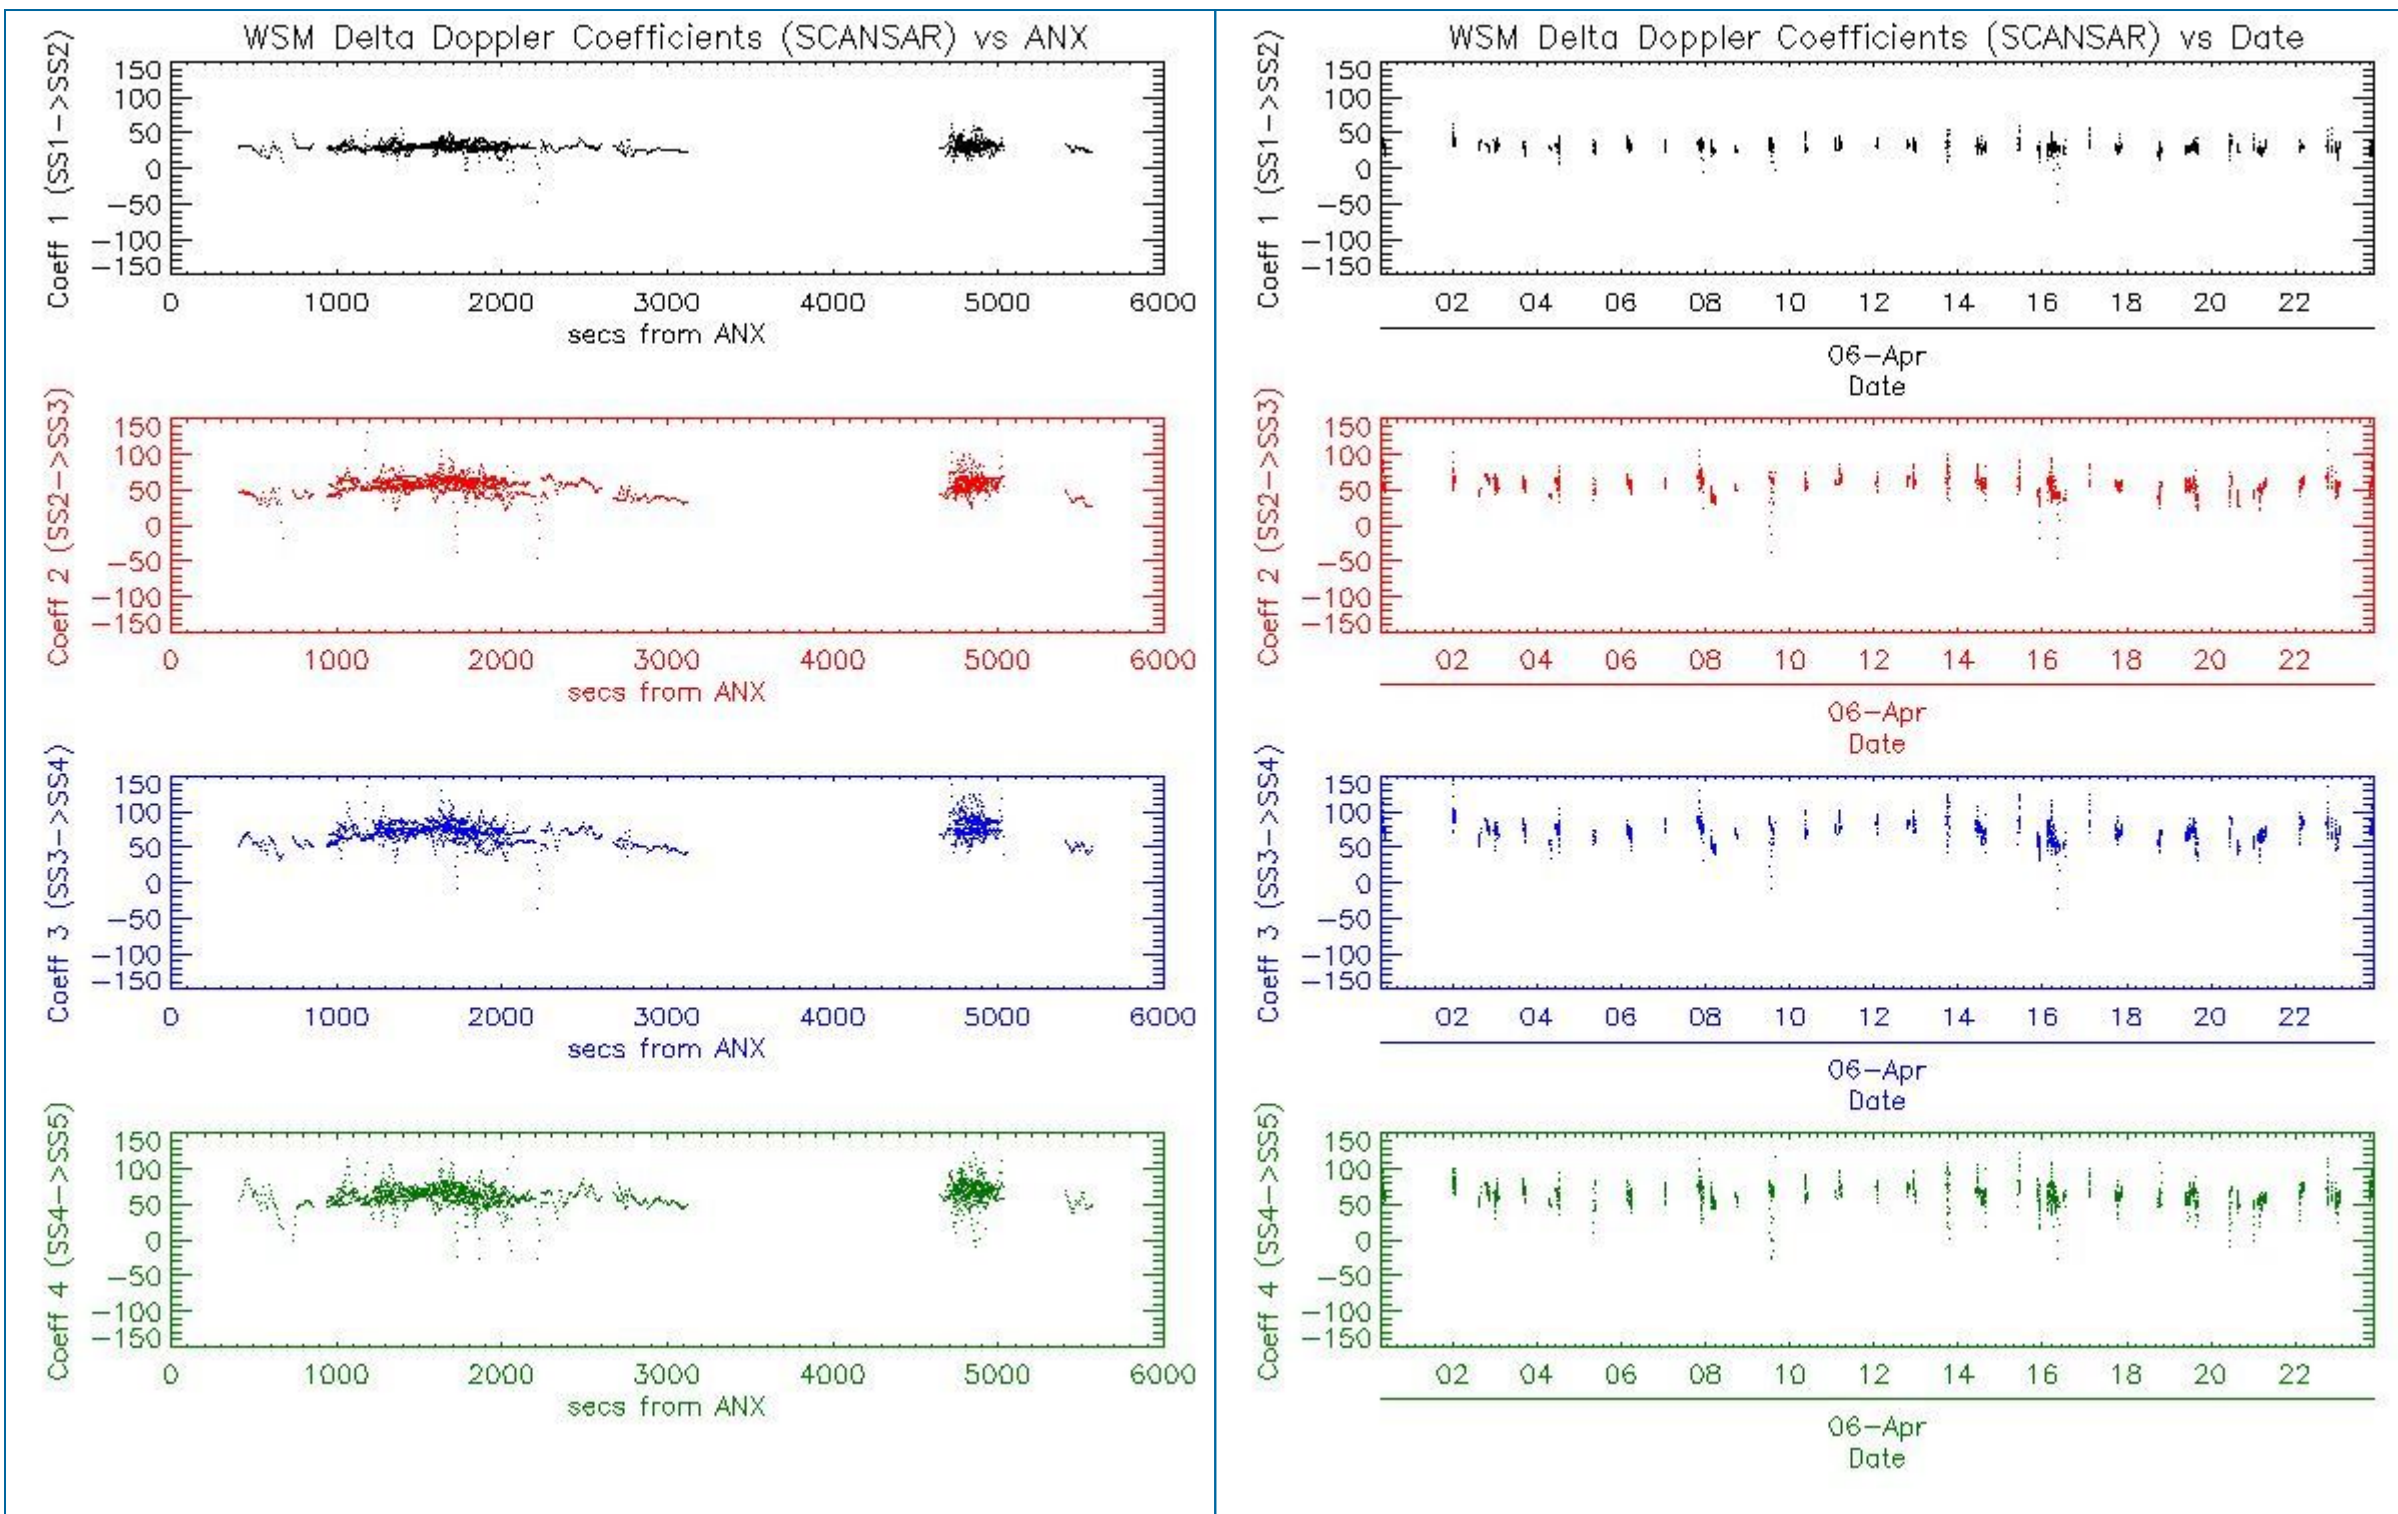 WSM Delta Doppler Coefficients (SCANSAR) vs ANX
Coeff 1 (SS1->SS2)
150
100
50
0
-50
-100
-150
0 1000 2000 3000 4000 5000 6000
secs from ANX
Coeff 2 (SS2->SS3)
150
100
50
0
-50
-100
-150
0 1000 2000 3000 4000 5000 6000
secs from ANX
Coeff 3 (SS3->SS4)
150
100
50
0
-50
-100
-150
0 1000 2000 3000 4000 5000 6000
secs from ANX
Coeff 4 (SS4->SS5)
150
100
50
0
-50
-100
-150
0 1000 2000 3000 4000 5000 6000
secs from ANX
WSM Delta Doppler Coefficients (SCANSAR) vs Date
Coeff 1 (SS1->SS2)
150
100
50
0
-50
-100
-150
02 04 06 08 10 12 14 16 18 20 22
06-Apr
Date
Coeff 2 (SS2->SS3)
150
100
50
0
-50
-100
-150
02 04 06 08 10 12 14 16 18 20 22
06-Apr
Date
Coeff 3 (SS3->SS4)
150
100
50
0
-50
-100
-150
02 04 06 08 10 12 14 16 18 20 22
06-Apr
Date
Coeff 4 (SS4->SS5)
150
100
50
0
-50
-100
-150
02 04 06 08 10 12 14 16 18 20 22
06-Apr
Date